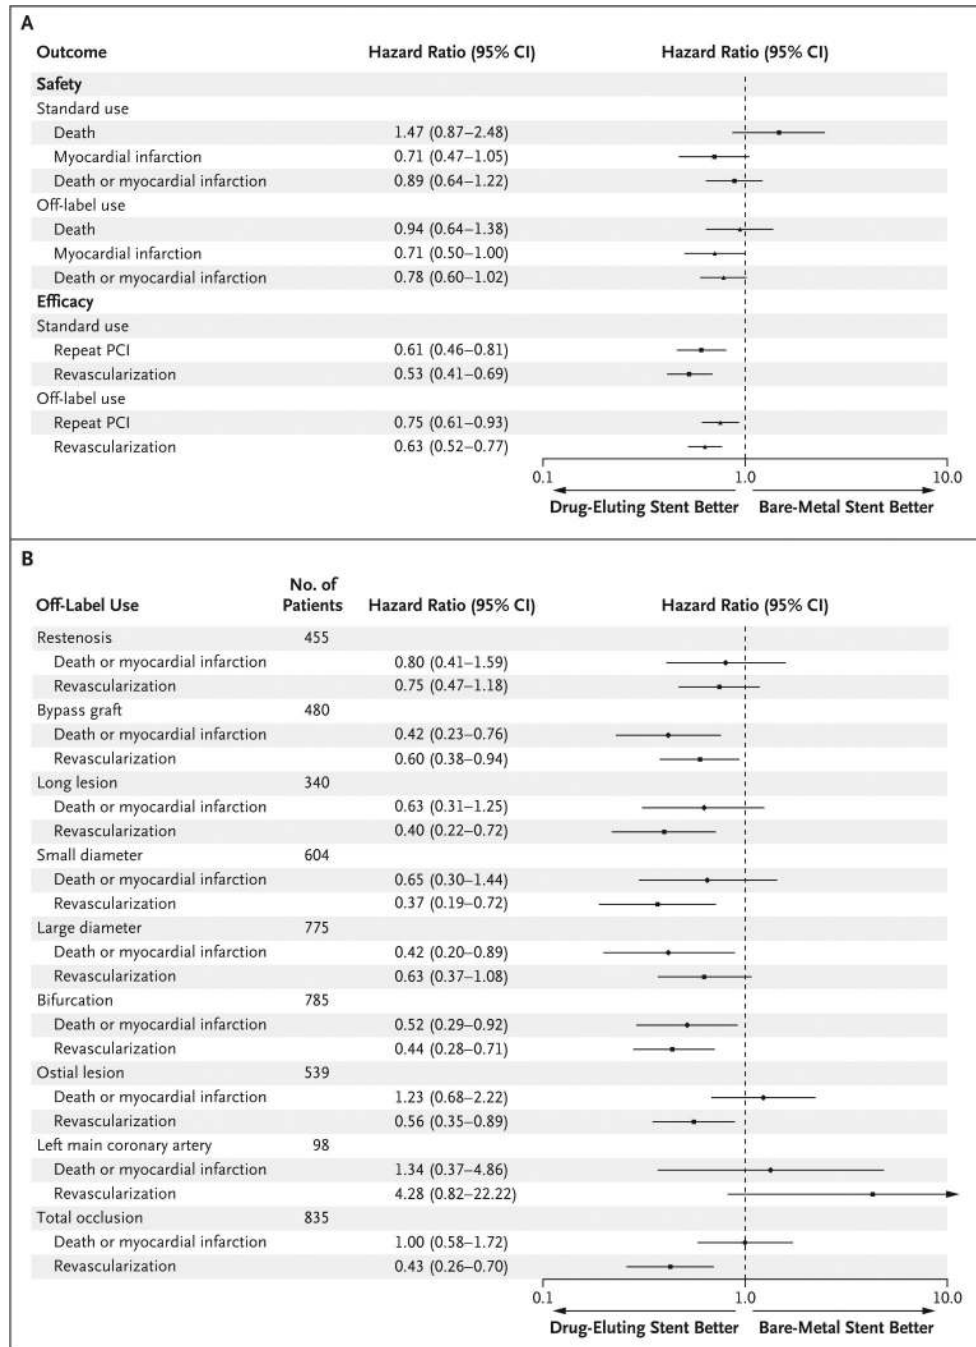 A
Outcome Hazard Ratio (95% CI) Hazard Ratio (95% CI)
Safety
Standard use
Death 1.47 (0.87–2.48)
Myocardial infarction 0.71 (0.47–1.05)
Death or myocardial infarction 0.89 (0.64–1.22)
Off-label use
Death 0.94 (0.64–1.38)
Myocardial infarction 0.71 (0.50–1.00)
Death or myocardial infarction 0.78 (0.60–1.02)
Efficacy
Standard use
Repeat PCI 0.61 (0.46–0.81)
Revascularization 0.53 (0.41–0.69)
Off-label use
Repeat PCI 0.75 (0.61–0.93)
Revascularization 0.63 (0.52–0.77)
0.1 1.0 10.0
Drug-Eluting Stent Better Bare-Metal Stent Better
B
No. of
Off-Label Use Patients Hazard Ratio (95% CI) Hazard Ratio (95% CI)
Restenosis 455
Death or myocardial infarction 0.80 (0.41–1.59)
Revascularization 0.75 (0.47–1.18)
Bypass graft 480
Death or myocardial infarction 0.42 (0.23–0.76)
Revascularization 0.60 (0.38–0.94)
Long lesion 340
Death or myocardial infarction 0.63 (0.31–1.25)
Revascularization 0.40 (0.22–0.72)
Small diameter 604
Death or myocardial infarction 0.65 (0.30–1.44)
Revascularization 0.37 (0.19–0.72)
Large diameter 775
Death or myocardial infarction 0.42 (0.20–0.89)
Revascularization 0.63 (0.37–1.08)
Bifurcation 785
Death or myocardial infarction 0.52 (0.29–0.92)
Revascularization 0.44 (0.28–0.71)
Ostial lesion 539
Death or myocardial infarction 1.23 (0.68–2.22)
Revascularization 0.56 (0.35–0.89)
Left main coronary artery 98
Death or myocardial infarction 1.34 (0.37–4.86)
Revascularization 4.28 (0.82–22.22)
Total occlusion 835
Death or myocardial infarction 1.00 (0.58–1.72)
Revascularization 0.43 (0.26–0.70)
0.1 1.0 10.0
Drug-Eluting Stent Better Bare-Metal Stent Better